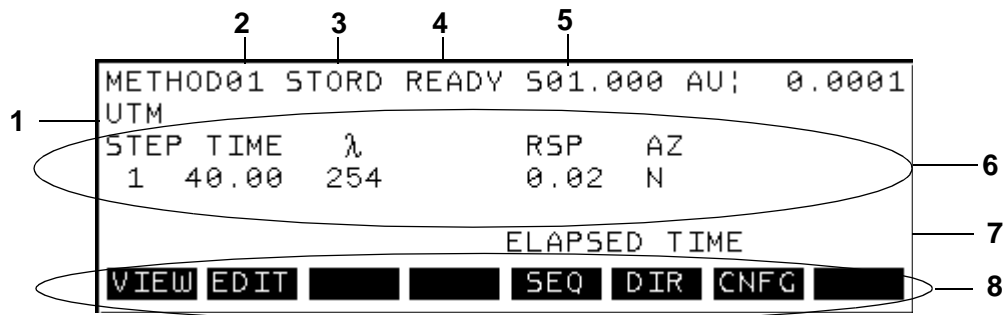 2 3 4 5
METHOD01 STORD READY S01.000 AU¦ 0.0001
1 UTM
STEP TIME λ RSP AZ
6
1 40.00 254 0.02 N
7
ELAPSED TIME
VIEW EDIT SEQ DIR CNFG
8